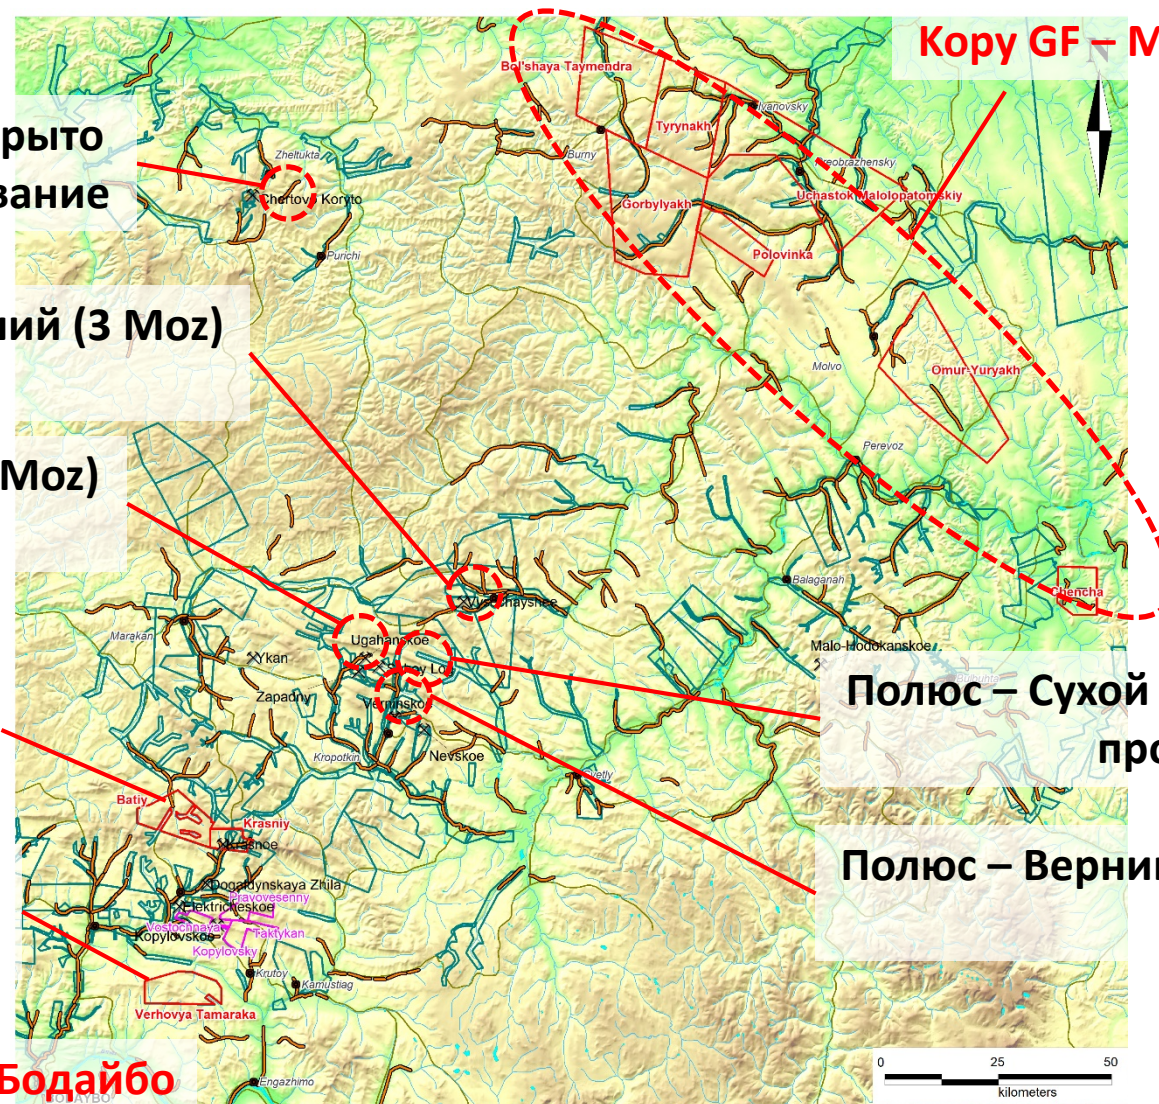 Kopy GF – M
N
Bol'shaya Taymendra
Ivanovsky
Tyrynakh
рыто
Zheltukta
Burny
Preobrazhensky
вание
Chertovo Koryto
Gorbylyakh
Uchastok Malolopatomskiy
Purichi
Polovinka
ний (3 Moz)
Molvo
Omur-Yuryakh
Perevoz
Moz)
Balaganah
Chencha
Vysochayshee
Marakan
Ugahanskoe
Malo-Hodokanskoe
Ykan
Полюс – Сухой
Zapadny
Verninskoe
про
Kropotkin
Nevskoe
Svetly
Batiy
Krasniy
Krasnoe
Полюс – Верни
Dogaldynskaya Zhila
Pravovesenny
Elektricheskoe
Vostochnaya
Taktykan
Kopylovskoe
Kopylovsky
Krutoy
Kamustiag
Verhovya Tamaraka
0 25 50
kilometers
Бодайбо
Engazhimo
BODAYBO